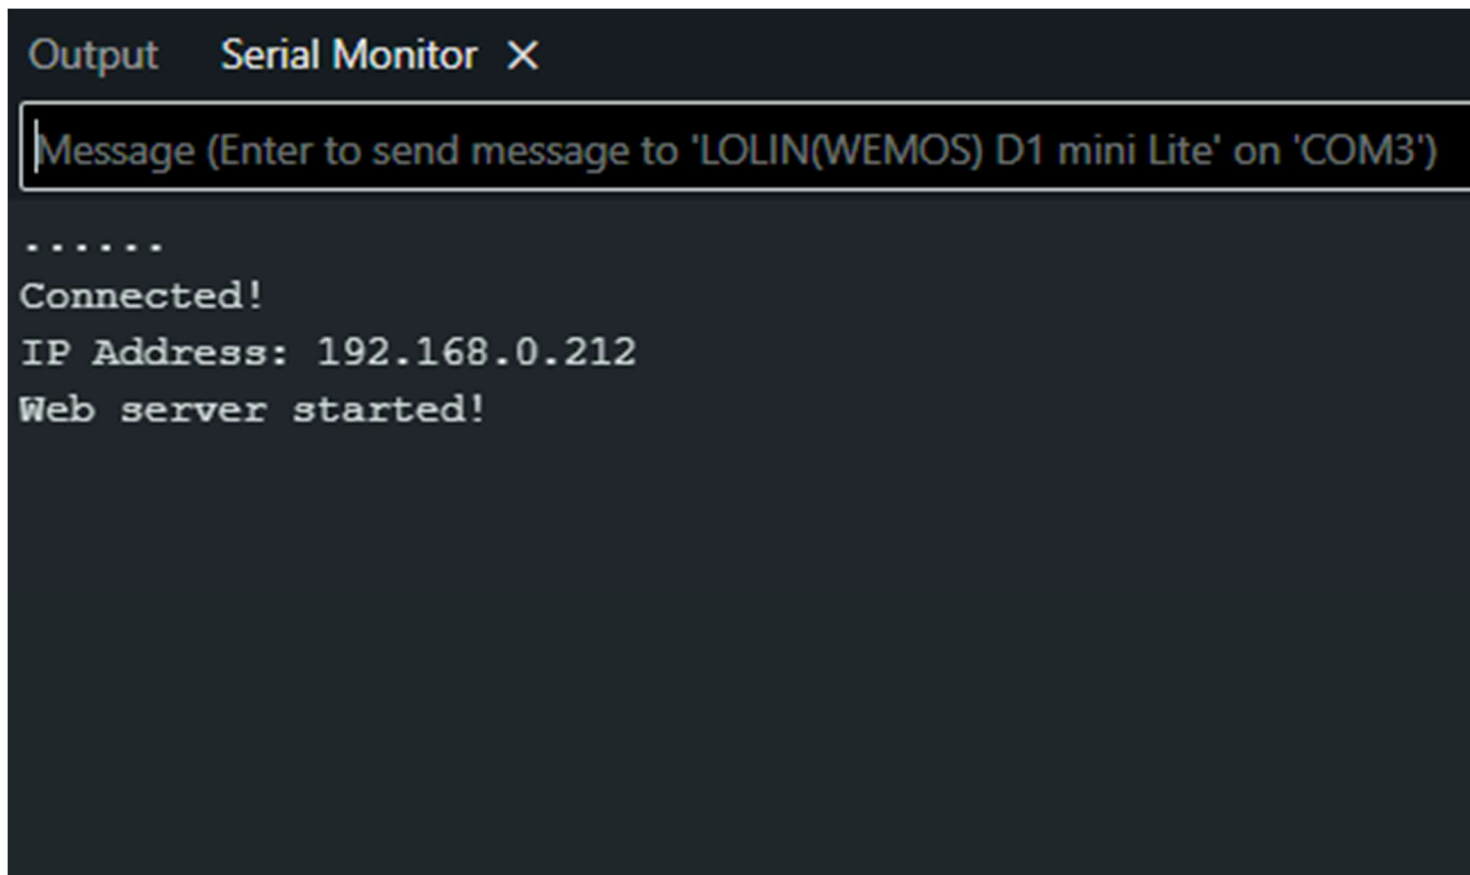 Output Serial Monitor ×
Message (Enter to send message to 'LOLIN(WEMOS) D1 mini Lite' on 'COM3')
......
Connected!
IP Address: 192.168.0.212
Web server started!